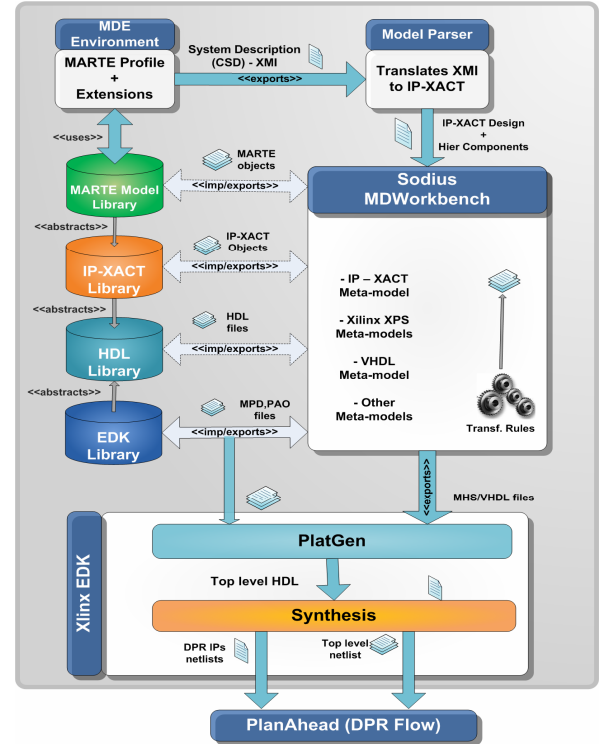 MDE
Environment
MARTE Profile
+
Extensions
System Description
(CSD) - XMI
<<exports>>
Model Parser
Translates XMI
to IP-XACT
<<uses>>
IP-XACT Design
+
Hier Components
MARTE Model
Library
MARTE
objects
<<imp/exports>>
Sodius
MDWorkbench
<<abstracts>>
IP-XACT
Library
IP-XACT
Objects
<<imp/exports>>
- IP – XACT
Meta-model
- Xilinx XPS
Meta-models
- VHDL
Meta-model
- Other
Meta-models
Transf. Rules
<<abstracts>>
HDL
Library
HDL
files
<<imp/exports>>
<<abstracts>>
EDK
Library
MPD,PAO
files
<<imp/exports>>
<<exports>>
MHS/VHDL files
Xlinx EDK
PlatGen
Top level HDL
Synthesis
DPR IPs
netlists
Top level
netlist
PlanAhead (DPR Flow)